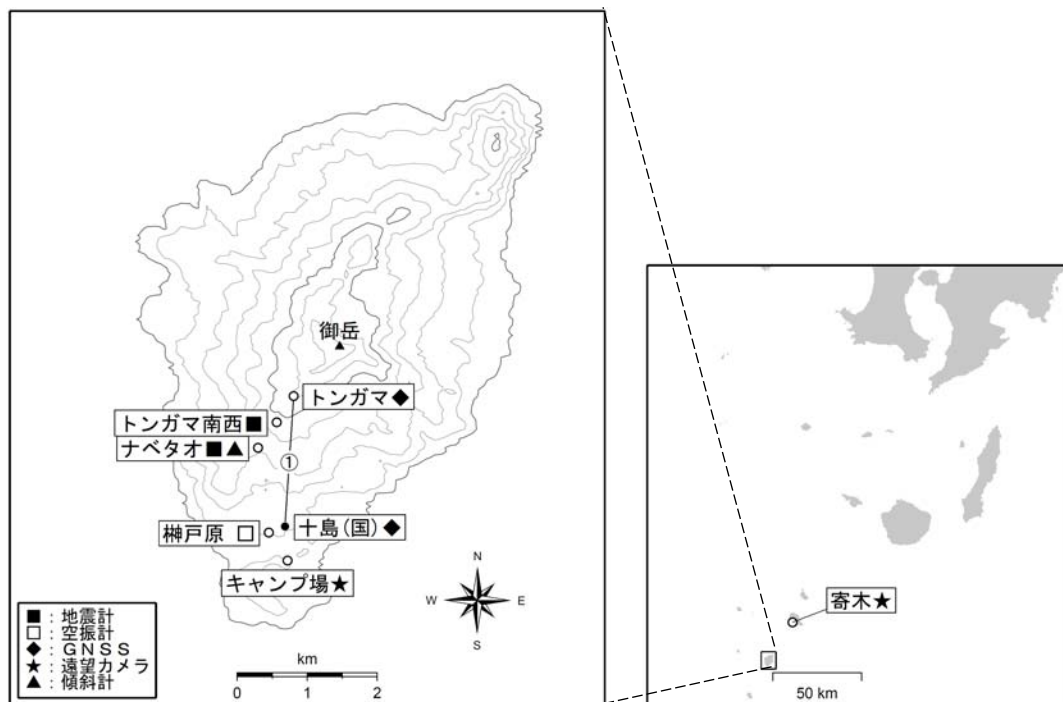 御岳
トンガマ◆
トンガマ南西■
ナベタオ■▲
①
榊戸原 □
十島(国)◆
キャンプ場★
N
W E
S
■ : 地震計
□ : 空振計
◆ : GNSS
★ : 遠望カメラ
▲ : 傾斜計
km
0 1 2
寄木★
50 km